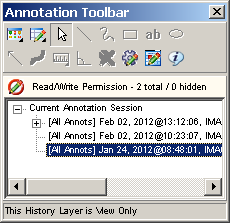 Annotation Toolbar
ab
Read/Write Permission - 2 total / 0 hidden
Current Annotation Session
[All Annots] Feb 02, 2012@13:12:06, IMA
[All Annots] Feb 02, 2012@10:23:07, IMA
[All Annots] Jan 24, 2012@08:48:01, IMA
This History Layer is View Only